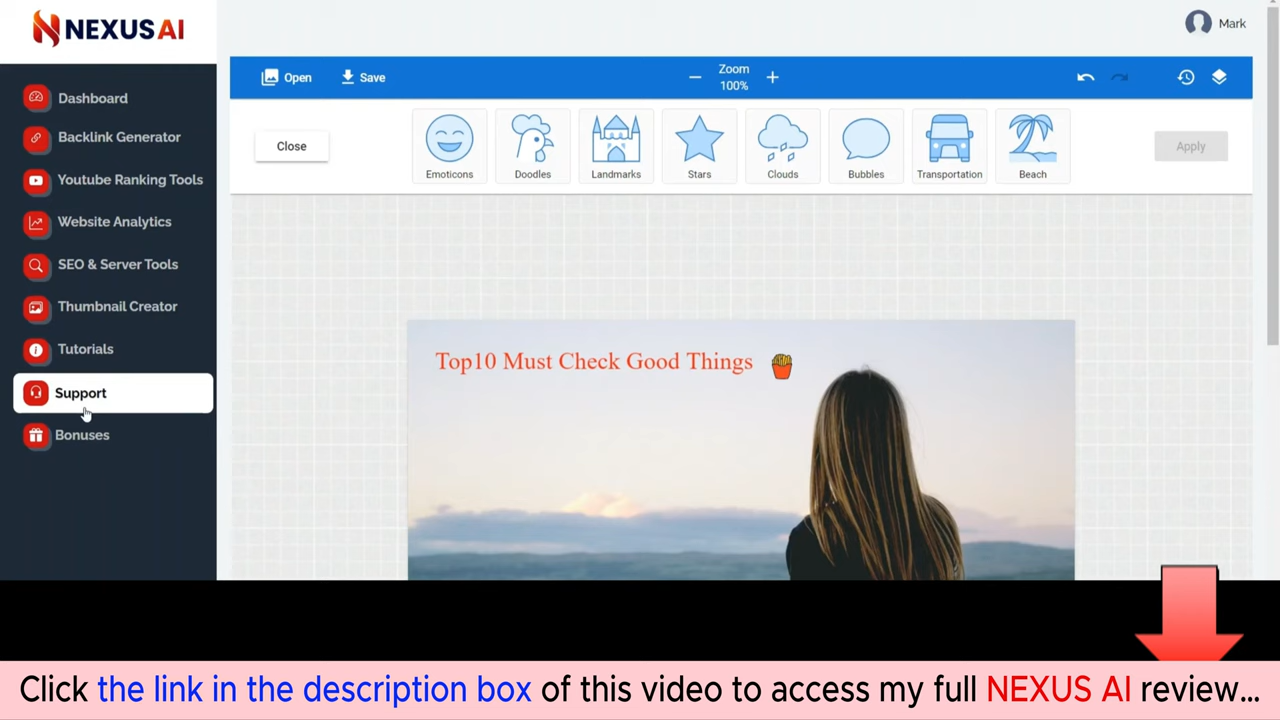 NEXUS AI
Mark
Open
Save
Zoom
100%
Dashboard
Backlink Generator
Youtube Ranking Tools
Website Analytics
SEO & Server Tools
Thumbnail Creator
Tutorials
Support
Bonuses
Close
Emoticons
Doodles
Landmarks
Stars
Clouds
Bubbles
Transportation
Beach
Apply
Top10 Must Check Good Things
Click the link in the description box of this video to access my full NEXUS AI review...